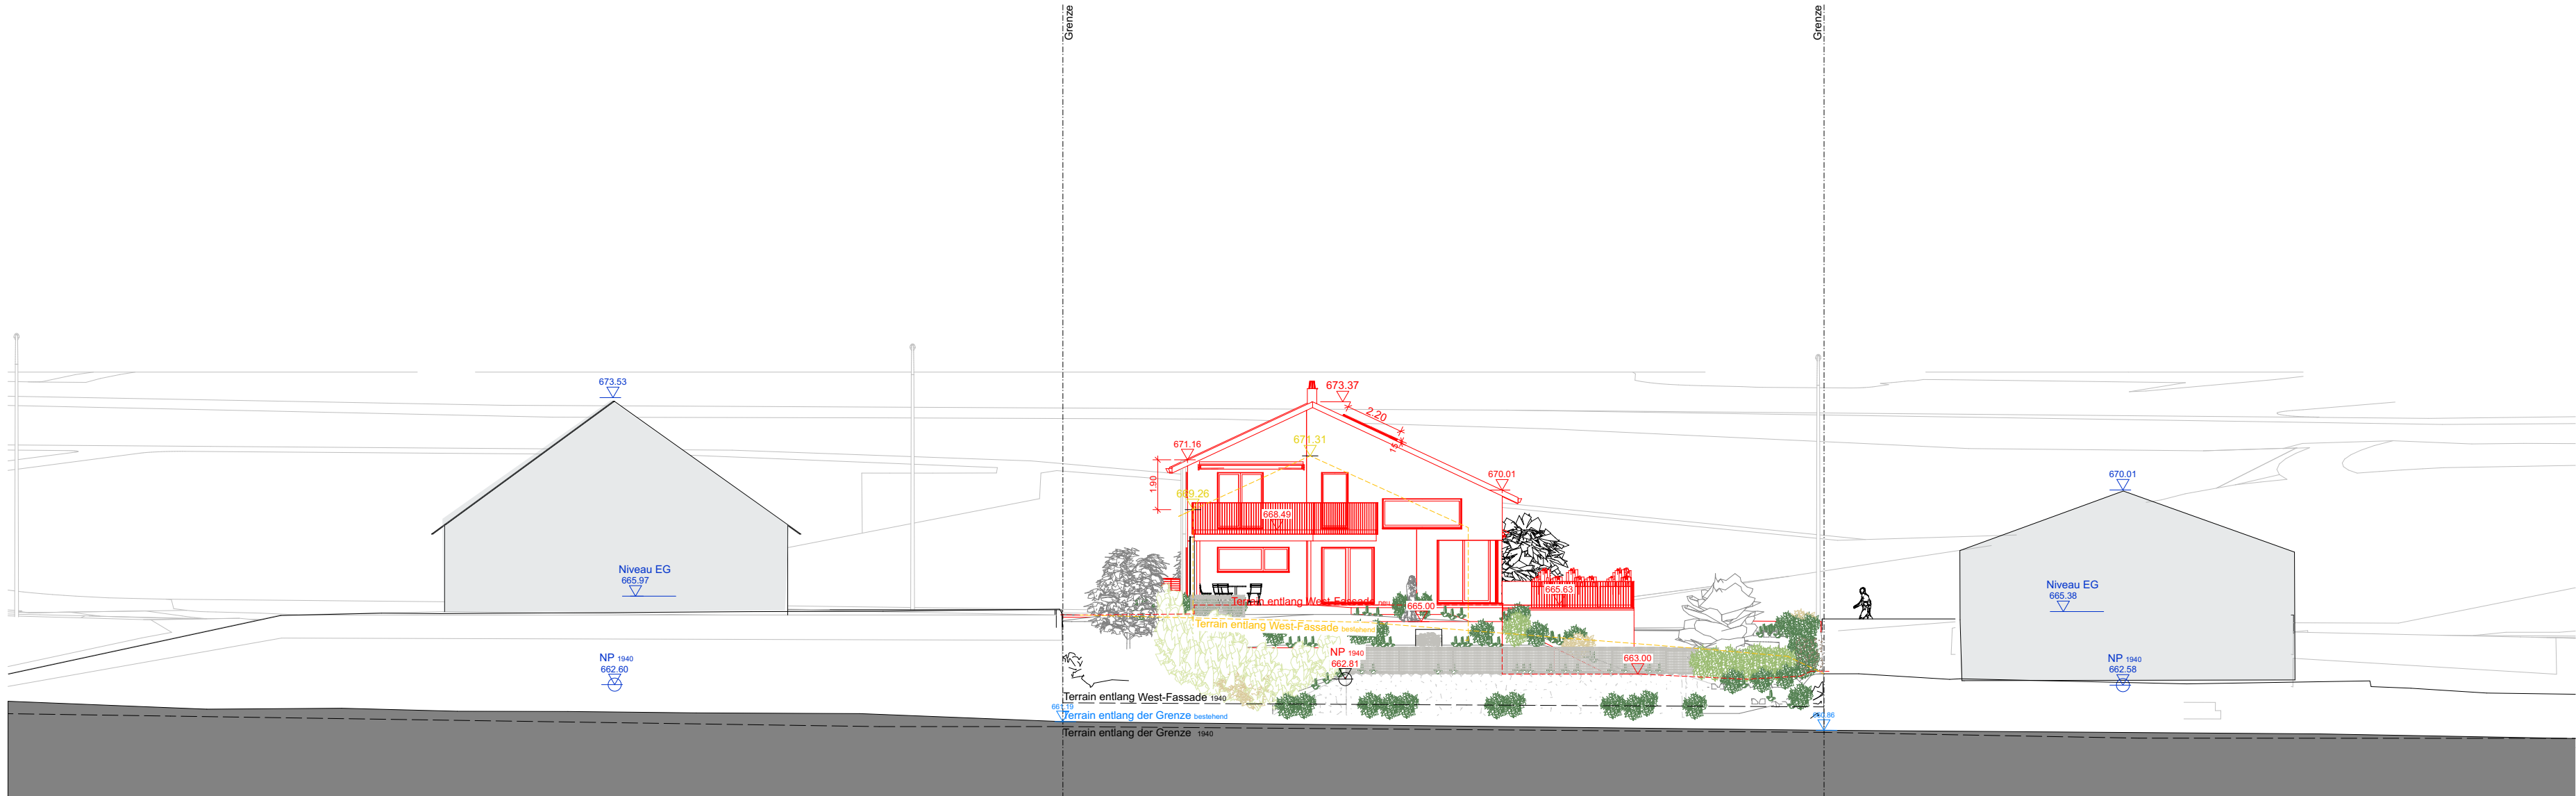 Grenze
Grenze
673.53
673.37
2.20
15
671.16
671.31
1.90
669.26
670.01
670.01
668.49
Niveau EG
665.97
665.63
Niveau EG
665.38
Terrain entlang West-Fassade neu
665.00
Terrain entlang West-Fassade bestehend
NP 1940
662.60
NP 1940
662.81
663.00
NP 1940
662.58
Terrain entlang West-Fassade 1940
661.19
Terrain entlang der Grenze bestehend
Terrain entlang der Grenze 1940